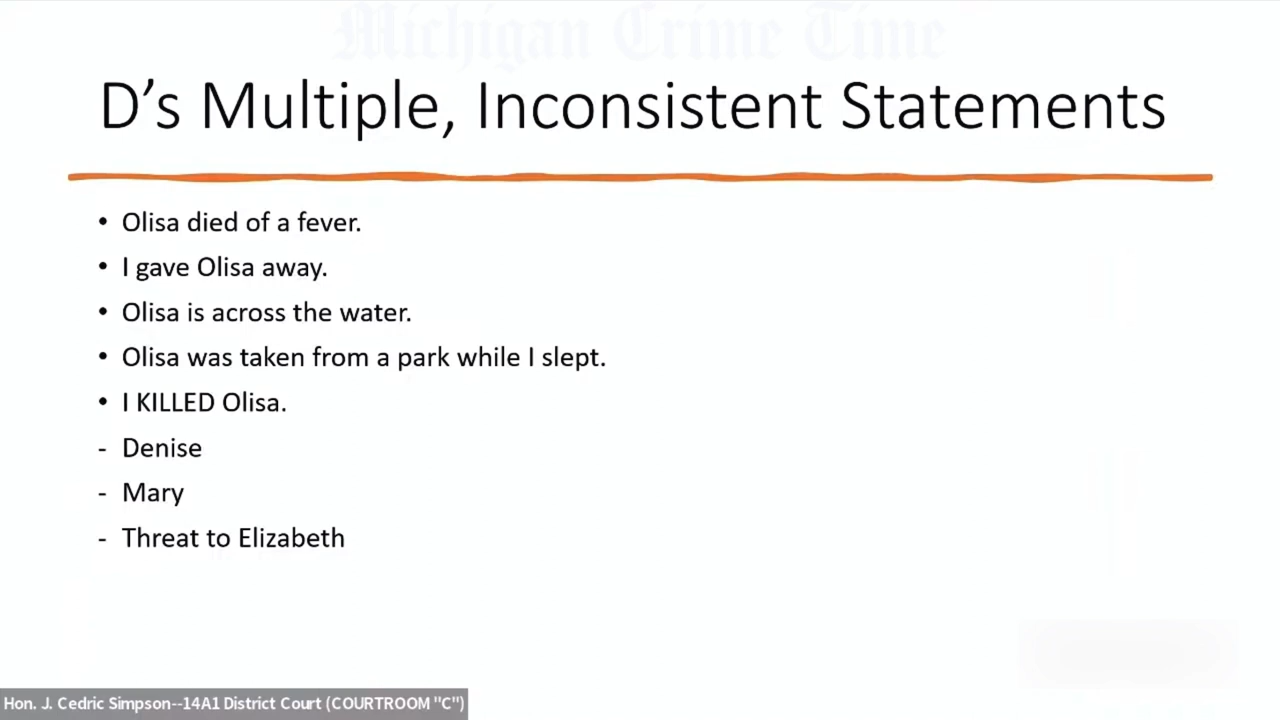 Michigan Crime Time
D’s Multiple, Inconsistent Statements
• Olisa died of a fever.
• I gave Olisa away.
• Olisa is across the water.
• Olisa was taken from a park while I slept.
• I KILLED Olisa.
- Denise
- Mary
- Threat to Elizabeth
Hon. J. Cedric Simpson--14A1 District Court (COURTROOM "C")